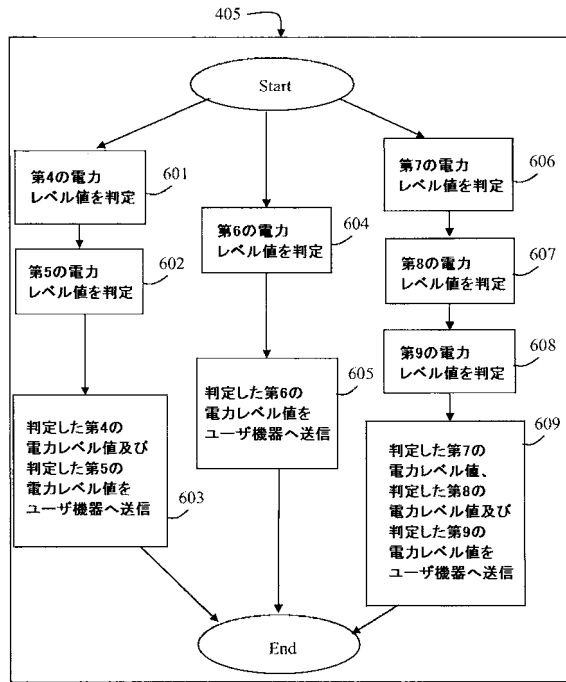 405
Start
第4の電力
レベル値を判定
601
第5の電力
レベル値を判定
602
判定した第4の
電力レベル値及び
判定した第5の
電力レベル値を
ユーザ機器へ送信
603
第6の電力
レベル値を判定
604
判定した第6の
電力レベル値を
ユーザ機器へ送信
605
第7の電力
レベル値を判定
606
第8の電力
レベル値を判定
607
第9の電力
レベル値を判定
608
判定した第7の
電力レベル値、
判定した第8の
電力レベル値及び
判定した第9の
電力レベル値を
ユーザ機器へ送信
609
End